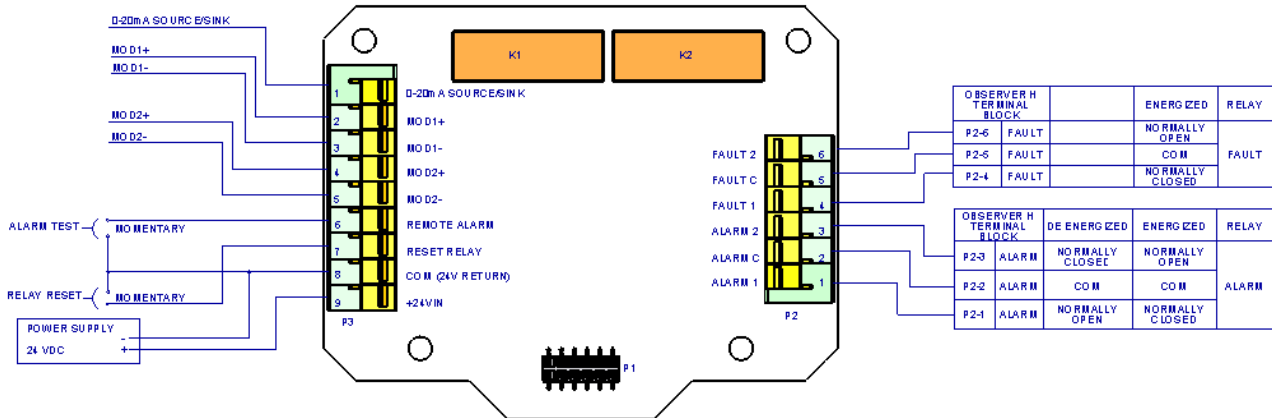 0-20mA SOURCE/SINK
MOD1+
MOD1-
MOD2+
MOD2-
ALARM TEST
MOMENTARY
RELAY RESET
MOMENTARY
POWER SUPPLY
24 VDC
-
+
K1
K2
1
2
3
4
5
6
7
8
9
0-20mA SOURCE/SINK
MOD1+
MOD1-
MOD2+
MOD2-
REMOTE ALARM
RESET RELAY
COM (24V RETURN)
+24VIN
P3
P1
FAULT 2
FAULT C
FAULT 1
ALARM 2
ALARM C
ALARM 1
6
5
4
3
2
1
P2
OBSERVER H TERMINAL BLOCK ENERGIZED RELAY
P2-6 FAULT NORMALLY OPEN
P2-5 FAULT COM FAULT
P2-4 FAULT NORMALLY CLOSED
OBSERVER H TERMINAL BLOCK DE ENERGIZED ENERGIZED RELAY
P2-3 ALARM NORMALLY CLOSED NORMALLY OPEN
P2-2 ALARM COM COM ALARM
P2-1 ALARM NORMALLY OPEN NORMALLY CLOSED